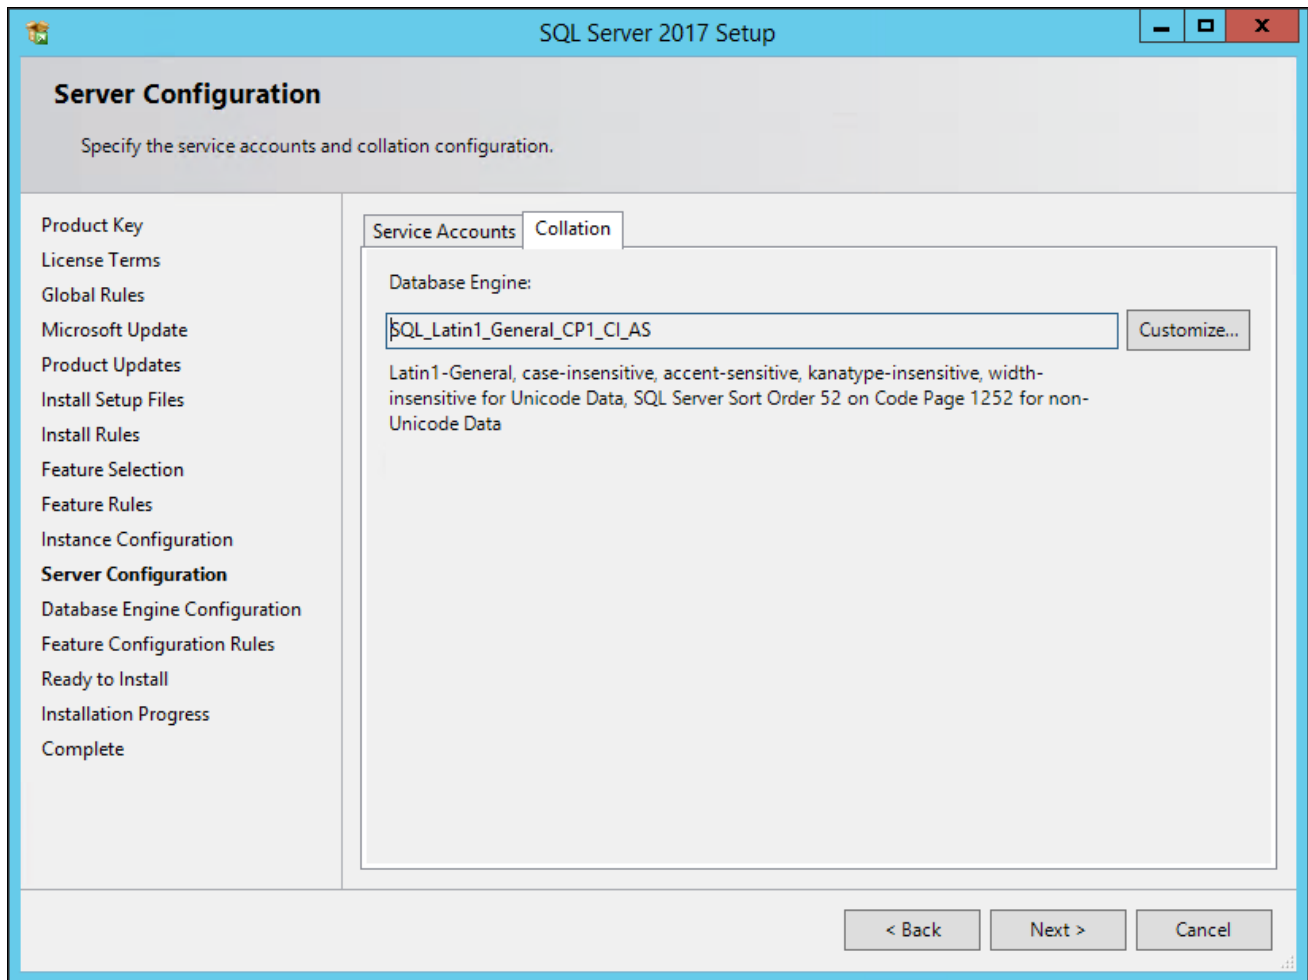 SQL Server 2017 Setup
Server Configuration
Specify the service accounts and collation configuration.
Product Key
License Terms
Global Rules
Microsoft Update
Product Updates
Install Setup Files
Install Rules
Feature Selection
Feature Rules
Instance Configuration
Server Configuration
Database Engine Configuration
Feature Configuration Rules
Ready to Install
Installation Progress
Complete
Service Accounts
Collation
Database Engine:
SQL_Latin1_General_CP1_CI_AS
Customize...
Latin1-General, case-insensitive, accent-sensitive, kanatype-insensitive, width-
insensitive for Unicode Data, SQL Server Sort Order 52 on Code Page 1252 for non-
Unicode Data
< Back
Next >
Cancel